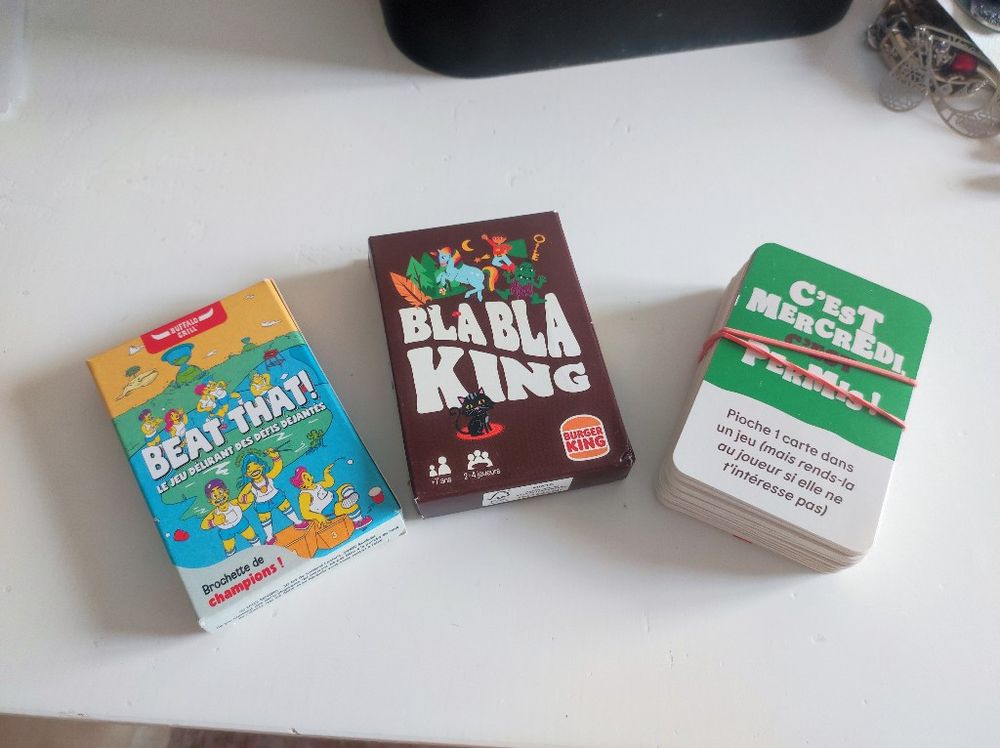 BUFFALO
GRILL
BEAT THAT!
LE JEU DÉLIRANT DES DÉFIS DÉJANTÉS
3
Brochette de
champions !
BLA BLA
KING
BURGER
KING
+7 ans
2-4 joueurs
C'EST
MERCREDI,
C'EST
PERMIS !
Pioche 1 carte dans
un jeu (mais rends-la
au joueur si elle ne
t'intéresse pas)